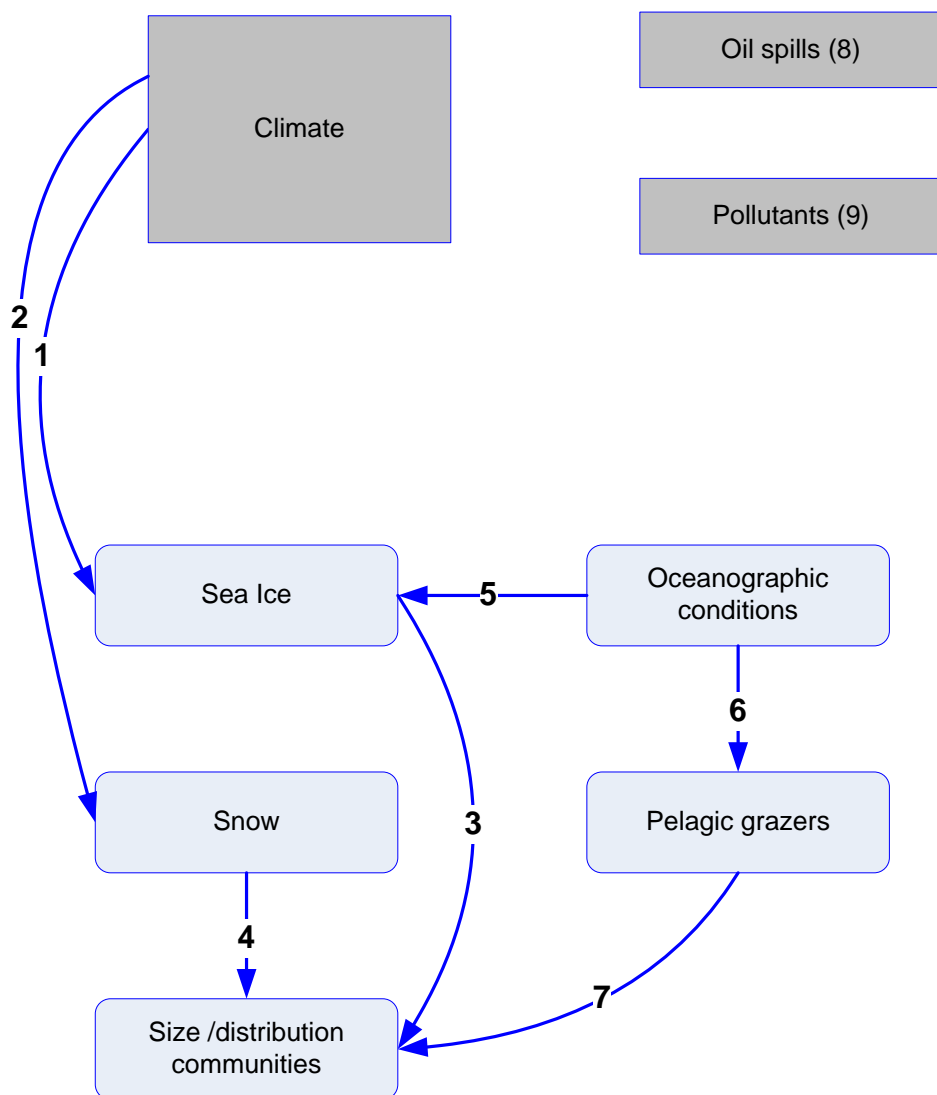 Oil spills (8)
Climate
Pollutants (9)
2
1
Sea Ice
5
Oceanographic
conditions
6
Snow
3
Pelagic grazers
4
7
Size /distribution
communities